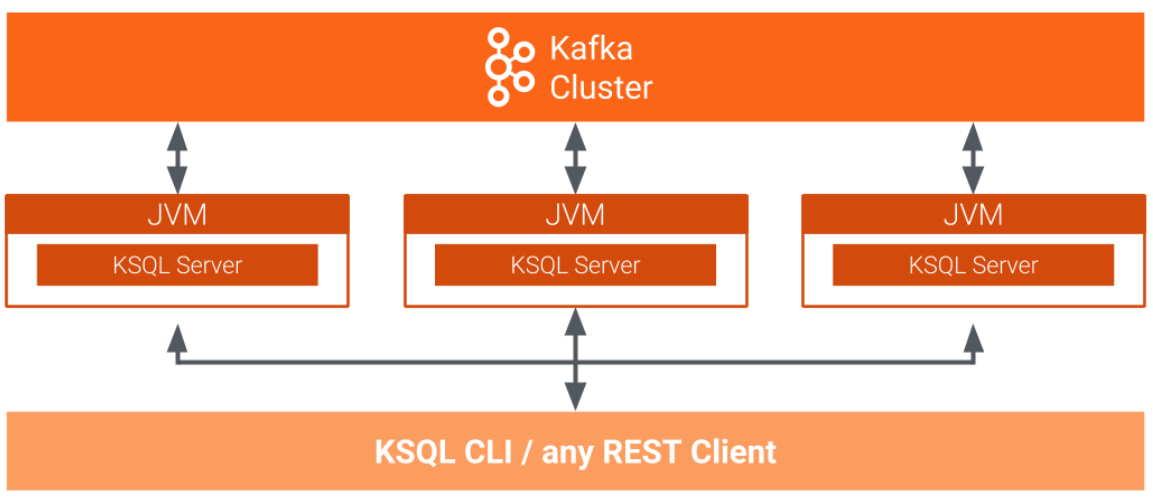 Kafka
Cluster
JVM
JVM
JVM
KSQL Server
KSQL Server
KSQL Server
KSQL CLI / any REST Client